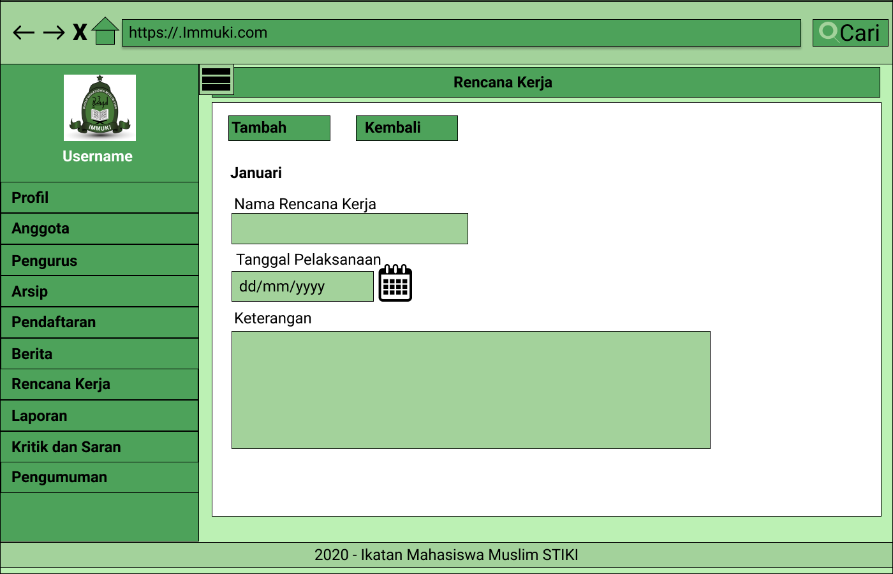 X
https://.Immuki.com
Cari
IMMUKI
Username
Rencana Kerja
Profil
Anggota
Pengurus
Arsip
Pendaftaran
Berita
Rencana Kerja
Laporan
Kritik dan Saran
Pengumuman
Tambah
Kembali
Januari
Nama Rencana Kerja
Tanggal Pelaksanaan
dd/mm/yyyy
Keterangan
2020 - Ikatan Mahasiswa Muslim STIKI